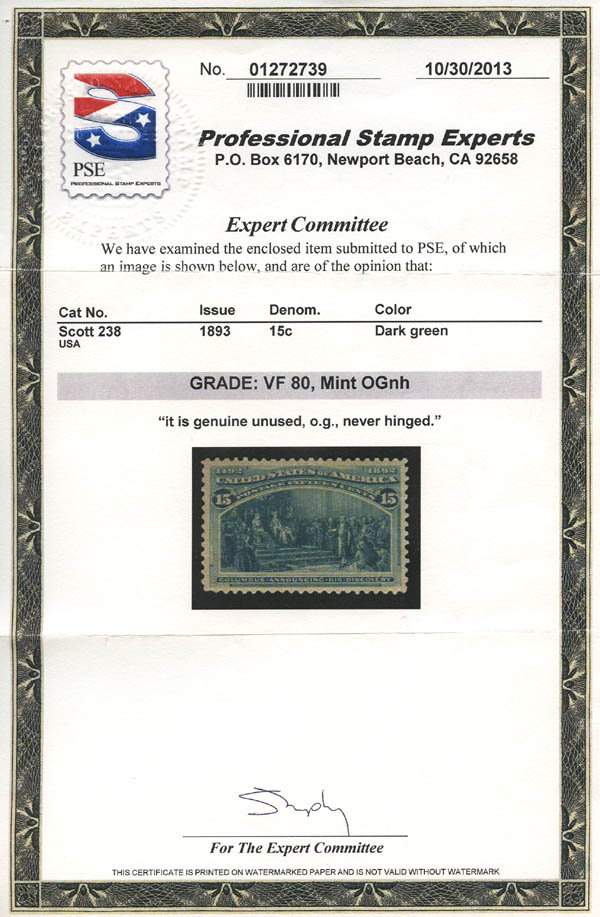 No. 01272739 10/30/2013
PSE
PROFESSIONAL STAMP EXPERTS
Professional Stamp Experts
P.O. Box 6170, Newport Beach, CA 92658
Expert Committee
We have examined the enclosed item submitted to PSE, of which
an image is shown below, and are of the opinion that:
Cat No. Issue Denom. Color
Scott 238 1893 15c Dark green
USA
GRADE: VF 80, Mint OGnh
“it is genuine unused, o.g., never hinged.”
1492 1892
UNITED STATES OF AMERICA
POSTAGE FIFTEEN CENTS
15 15
COLUMBUS ANNOUNCING HIS DISCOVERY
For The Expert Committee
THIS CERTIFICATE IS PRINTED ON WATERMARKED PAPER AND IS NOT VALID WITHOUT WATERMARK